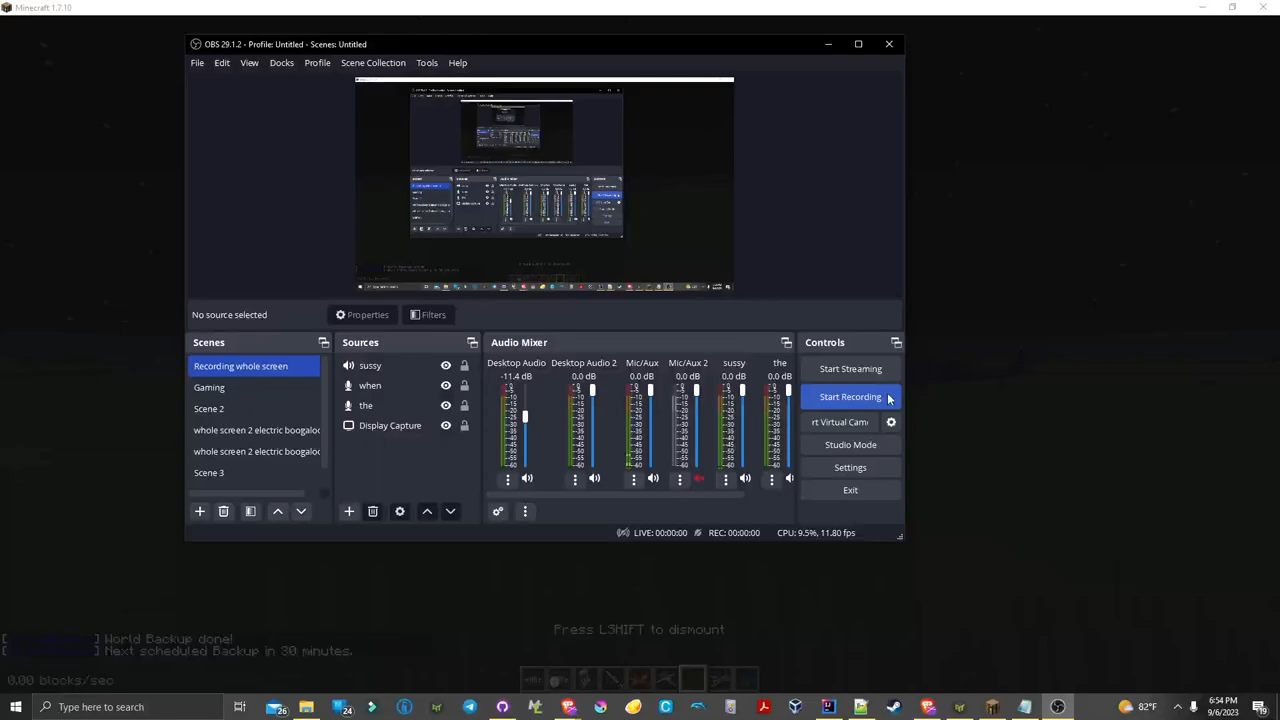 Minecraft 1.7.10
OBS 29.1.2 - Profile: Untitled - Scenes: Untitled
File Edit View Docks Profile Scene Collection Tools Help
No source selected
Properties
Filters
Scenes
Recording whole screen
Gaming
Scene 2
whole screen 2 electric boogaloo
whole screen 2 electric boogaloo
Scene 3
Sources
sussy
when
the
Display Capture
Audio Mixer
Desktop Audio Desktop Audio 2 Mic/Aux Mic/Aux 2 sussy the
-11.4 dB 0.0 dB 0.0 dB 0.0 dB 0.0 dB 0.0 dB
Controls
Start Streaming
Start Recording
rt Virtual Cam
Studio Mode
Settings
Exit
LIVE: 00:00:00 REC: 00:00:00 CPU: 9.5%, 11.80 fps
Press LSHIFT to dismount
[ ] World Backup done!
[ ] Next scheduled Backup in 30 minutes.
0.00 blocks/sec
Type here to search
26
24
82°F
6:54 PM
9/6/2023